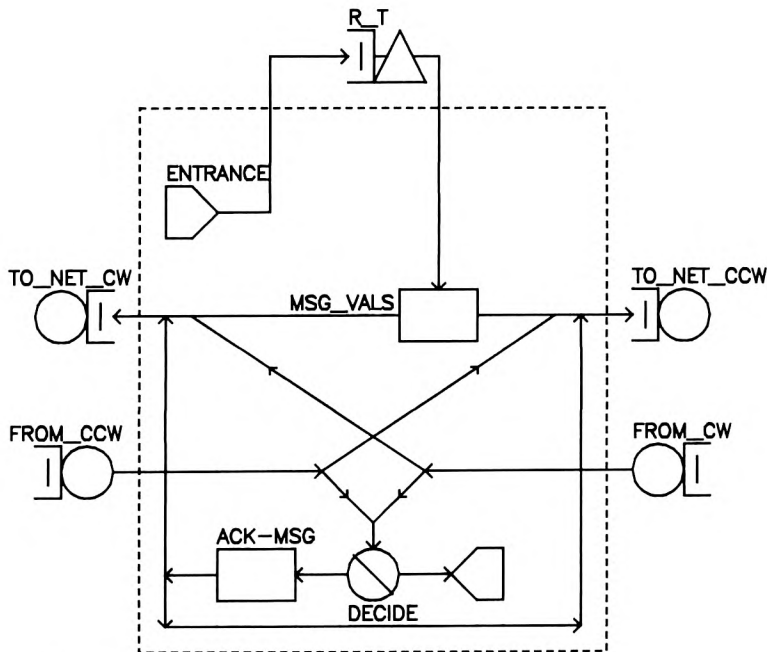 R_T
ENTRANCE
TO_NET_CW
MSG_VALS
TO_NET_CCW
FROM_CCW
FROM_CW
ACK-MSG
DECIDE